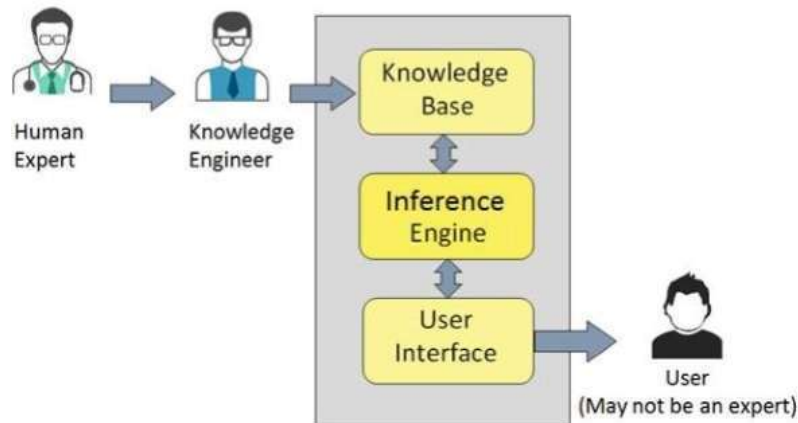 Human
Expert
Knowledge
Engineer
Knowledge
Base
Inference
Engine
User
Interface
User
(May not be an expert)